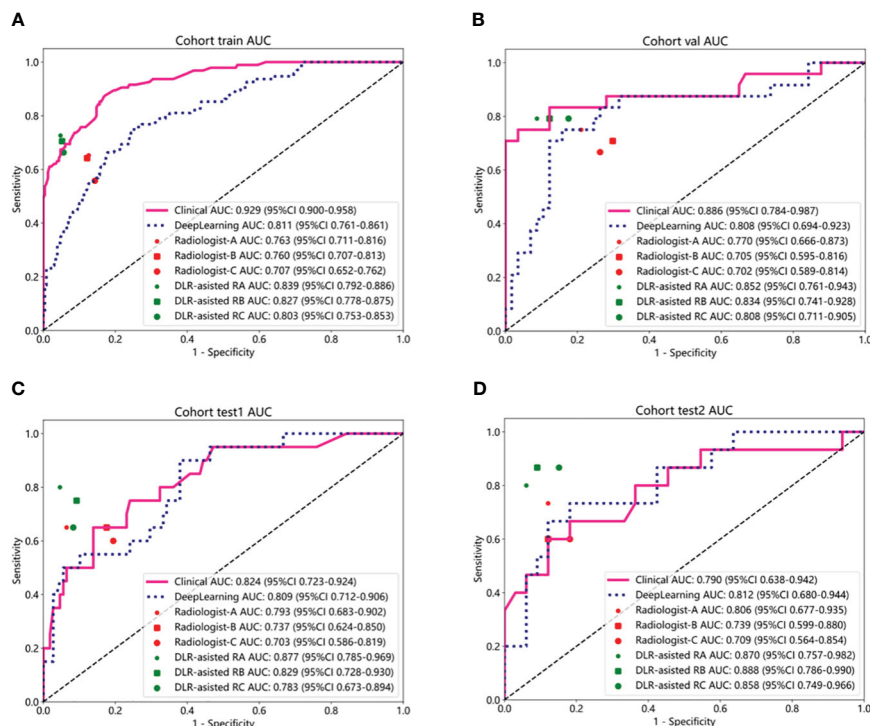 A
Cohort train AUC
1.0
0.8
0.6
0.4
0.2
0.0
Sensitivity
Clinical AUC: 0.929 (95%CI 0.900-0.958)
DeepLearning AUC: 0.811 (95%CI 0.761-0.861)
Radiologist-A AUC: 0.763 (95%CI 0.711-0.816)
Radiologist-B AUC: 0.760 (95%CI 0.707-0.813)
Radiologist-C AUC: 0.707 (95%CI 0.652-0.762)
DLR-asisted RA AUC: 0.839 (95%CI 0.792-0.886)
DLR-asisted RB AUC: 0.827 (95%CI 0.778-0.875)
DLR-asisted RC AUC: 0.803 (95%CI 0.753-0.853)
0.0 0.2 0.4 0.6 0.8 1.0
1 - Specificity
B
Cohort val AUC
1.0
0.8
0.6
0.4
0.2
0.0
Sensitivity
Clinical AUC: 0.886 (95%CI 0.784-0.987)
DeepLearning AUC: 0.808 (95%CI 0.694-0.923)
Radiologist-A AUC: 0.770 (95%CI 0.666-0.873)
Radiologist-B AUC: 0.705 (95%CI 0.595-0.816)
Radiologist-C AUC: 0.702 (95%CI 0.589-0.814)
DLR-asisted RA AUC: 0.852 (95%CI 0.761-0.943)
DLR-asisted RB AUC: 0.834 (95%CI 0.741-0.928)
DLR-asisted RC AUC: 0.808 (95%CI 0.711-0.905)
0.0 0.2 0.4 0.6 0.8 1.0
1 - Specificity
C
Cohort test1 AUC
1.0
0.8
0.6
0.4
0.2
0.0
Sensitivity
Clinical AUC: 0.824 (95%CI 0.723-0.924)
DeepLearning AUC: 0.809 (95%CI 0.712-0.906)
Radiologist-A AUC: 0.793 (95%CI 0.683-0.902)
Radiologist-B AUC: 0.737 (95%CI 0.624-0.850)
Radiologist-C AUC: 0.703 (95%CI 0.586-0.819)
DLR-asisted RA AUC: 0.877 (95%CI 0.785-0.969)
DLR-asisted RB AUC: 0.829 (95%CI 0.728-0.930)
DLR-asisted RC AUC: 0.783 (95%CI 0.673-0.894)
0.0 0.2 0.4 0.6 0.8 1.0
1 - Specificity
D
Cohort test2 AUC
1.0
0.8
0.6
0.4
0.2
0.0
Sensitivity
Clinical AUC: 0.790 (95%CI 0.638-0.942)
DeepLearning AUC: 0.812 (95%CI 0.680-0.944)
Radiologist-A AUC: 0.806 (95%CI 0.677-0.935)
Radiologist-B AUC: 0.739 (95%CI 0.599-0.880)
Radiologist-C AUC: 0.709 (95%CI 0.564-0.854)
DLR-asisted RA AUC: 0.870 (95%CI 0.757-0.982)
DLR-asisted RB AUC: 0.888 (95%CI 0.786-0.990)
DLR-asisted RC AUC: 0.858 (95%CI 0.749-0.966)
0.0 0.2 0.4 0.6 0.8 1.0
1 - Specificity